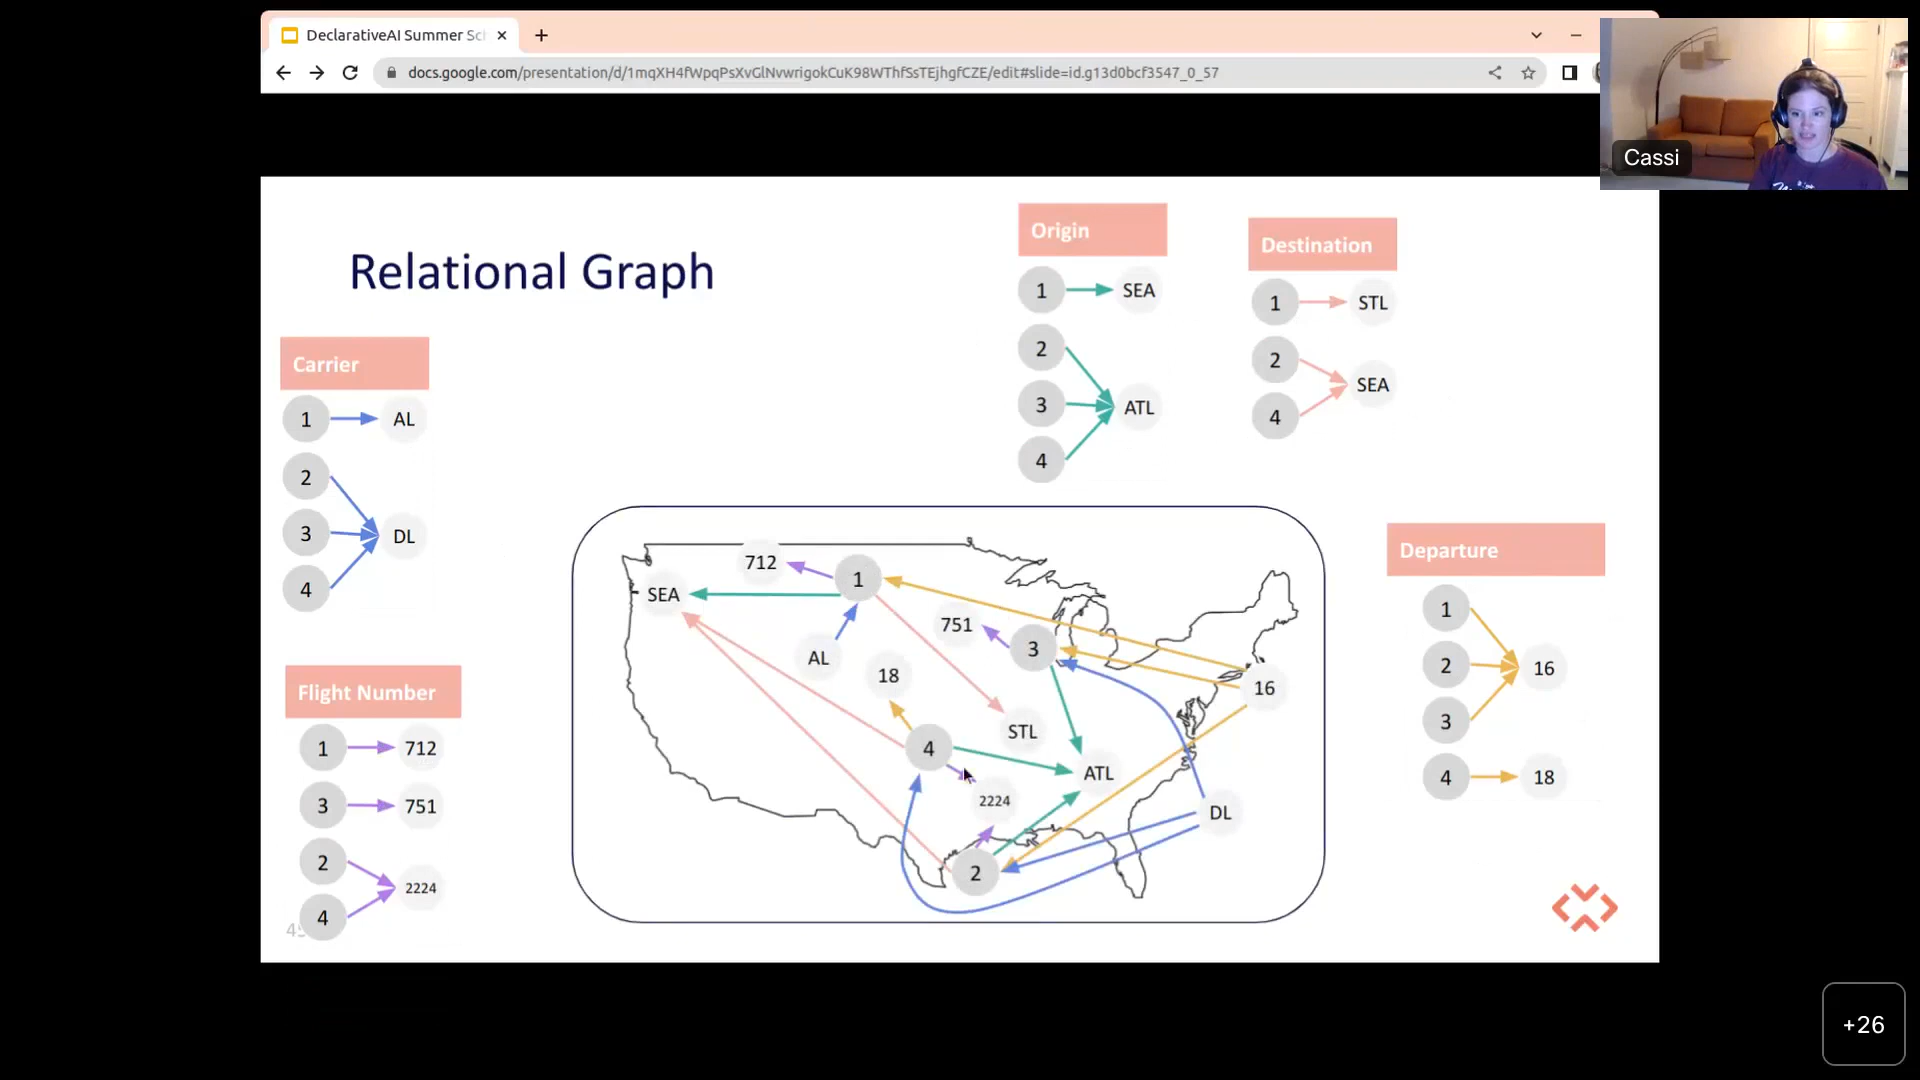 DeclarativeAI Summer Sc
docs.google.com/presentation/d/1mqXH4fWpqPsXvGlNvwrigokCuK98WThfSsTEjhgfCZE/edit#slide=id.g13d0bcf3547_0_57
Cassi
Relational Graph
Origin
1 SEA
2
3 ATL
4
Destination
1 STL
2
SEA
4
Carrier
1 AL
2
3 DL
4
Flight Number
1 712
3 751
2
2224
4
712
1
SEA
751
3
AL
18
16
STL
4
ATL
2224
DL
2
Departure
1
2 16
3
4 18
+26